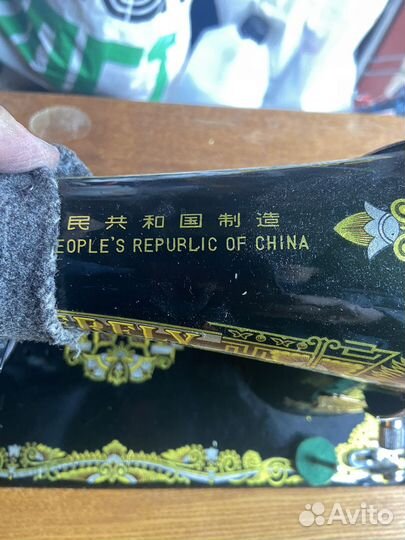 民共和国制造
EOPLE'S REPUBLIC OF CHINA
Avito